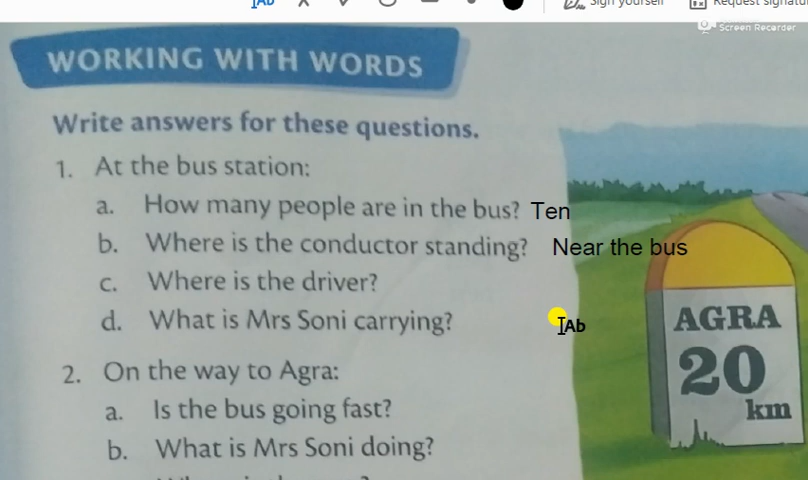 Sign yourself
Request signatu
Screen Recorder
WORKING WITH WORDS
Write answers for these questions.
1. At the bus station:
a. How many people are in the bus? Ten
b. Where is the conductor standing? Near the bus
c. Where is the driver?
d. What is Mrs Soni carrying?
IAb
2. On the way to Agra:
a. Is the bus going fast?
b. What is Mrs Soni doing?
AGRA
20
km